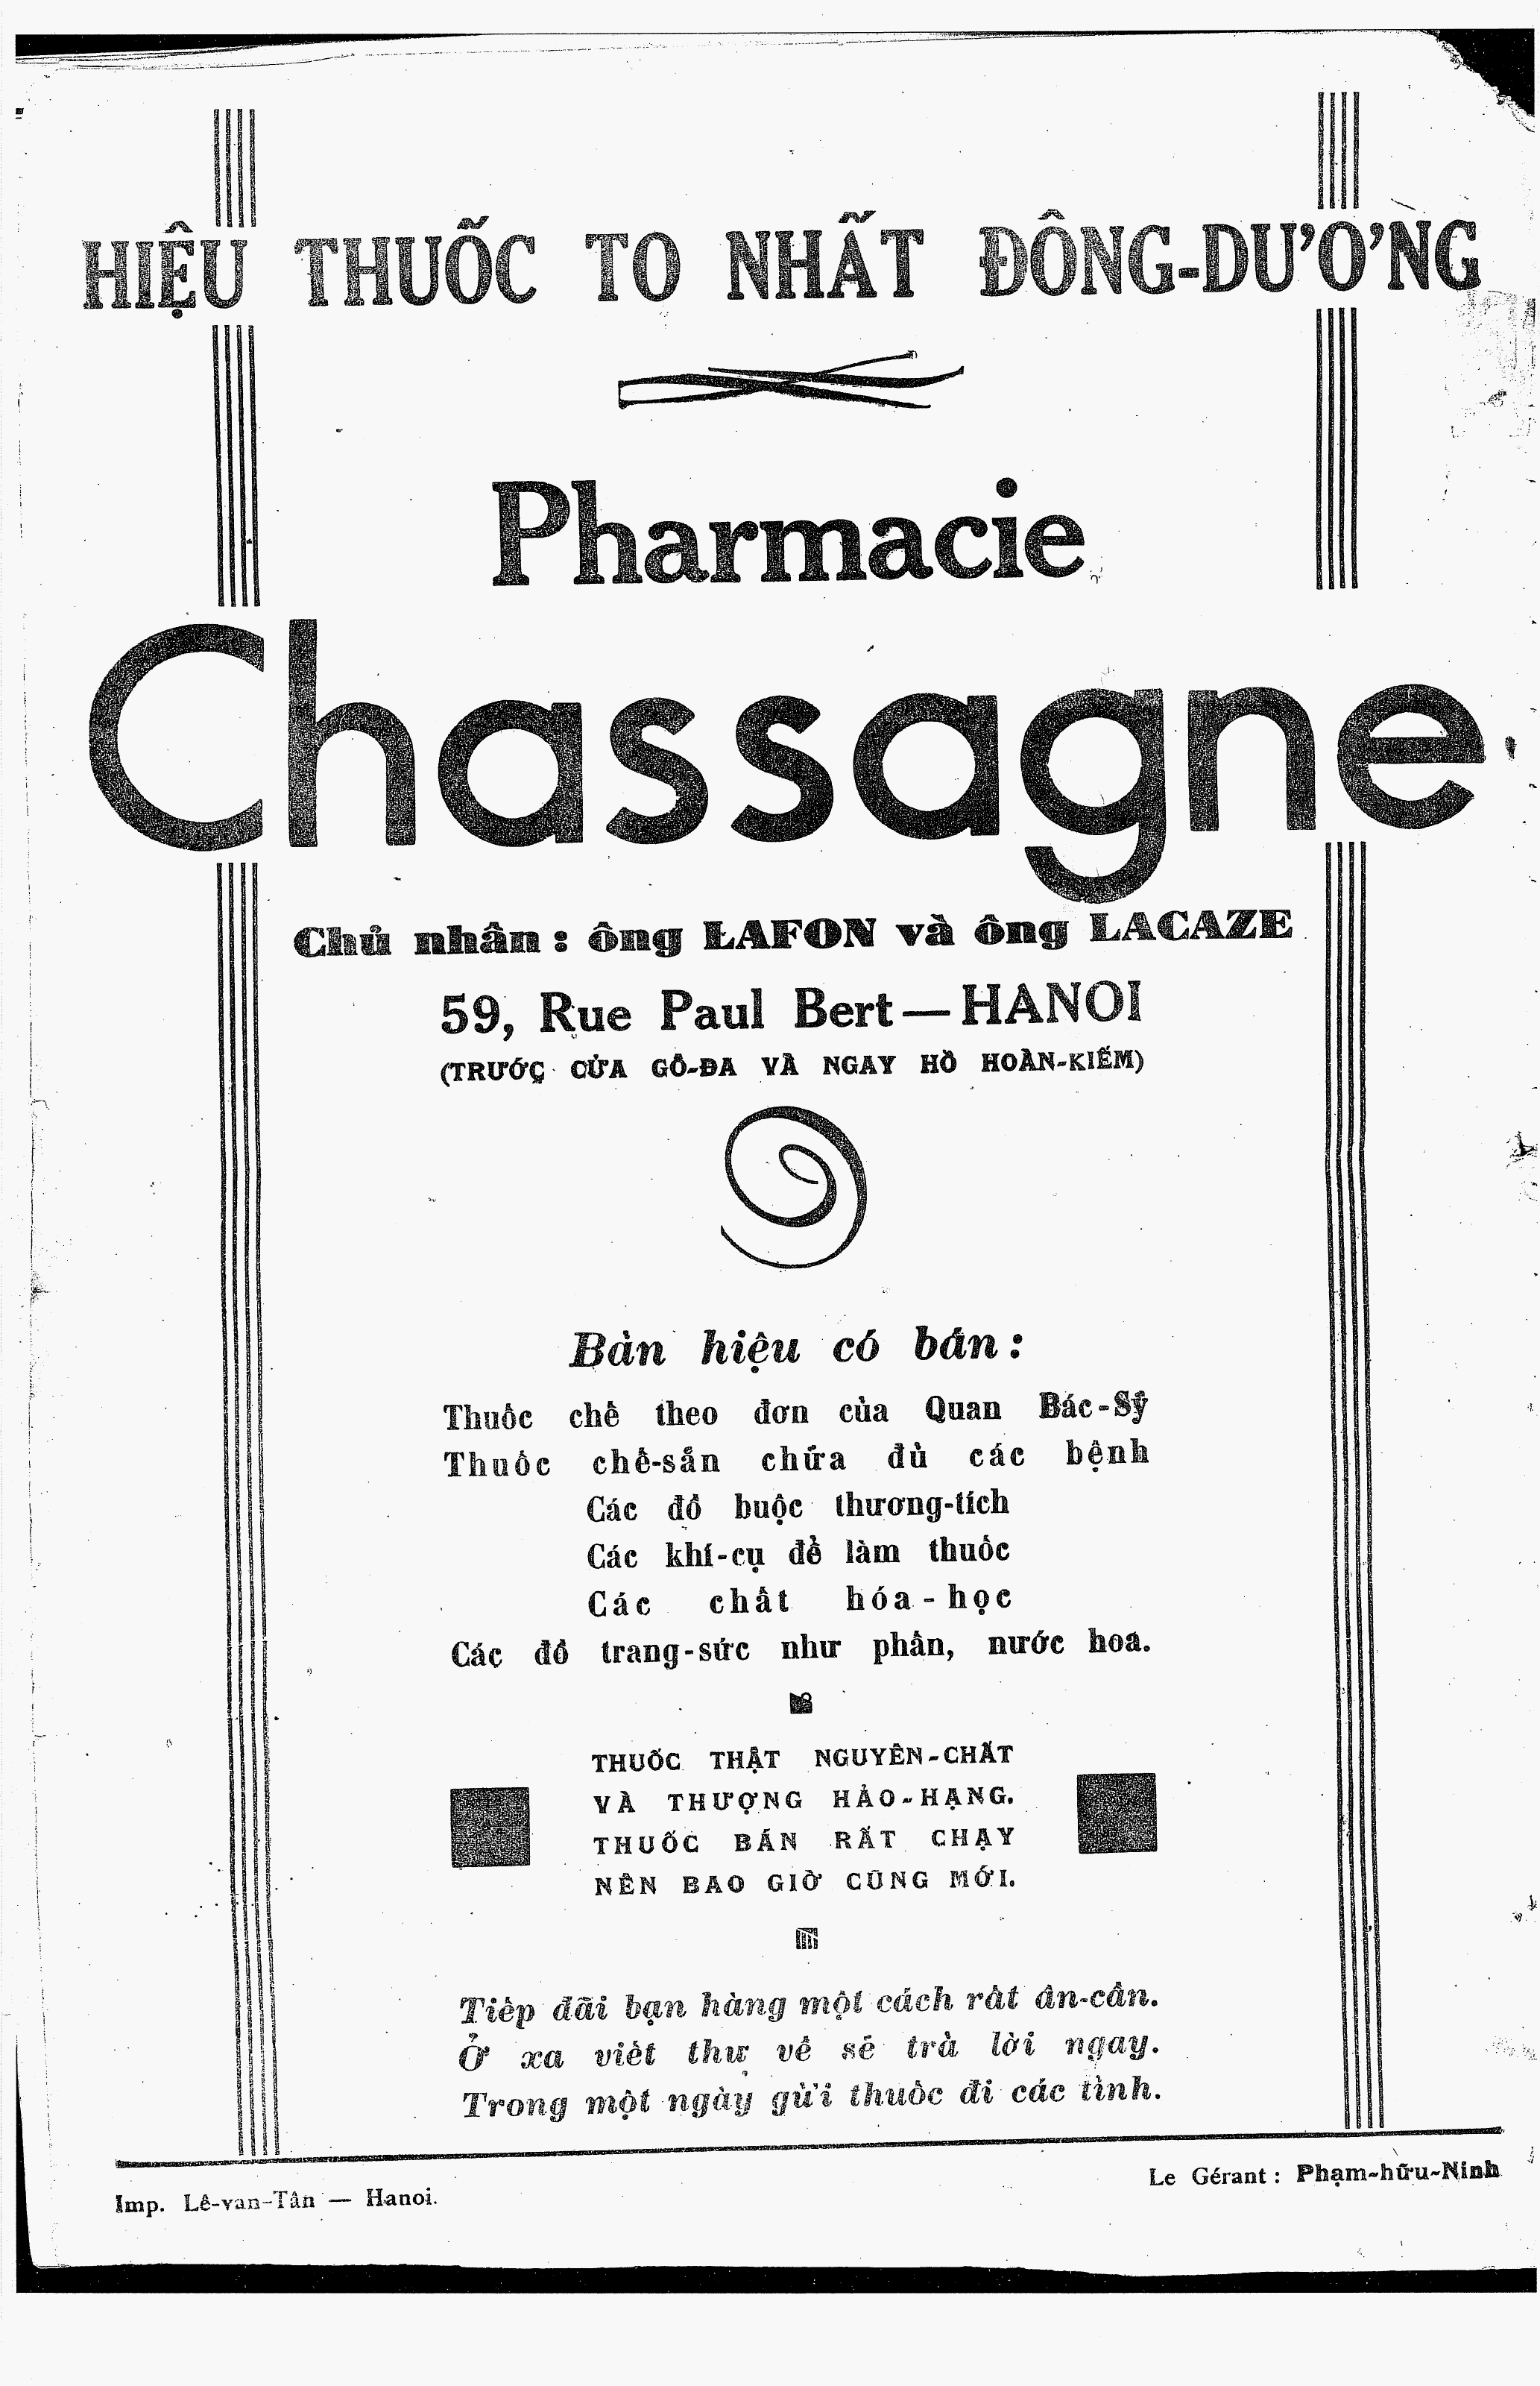 HIỆU THUỐC TO NHẤT ĐÔNG-DƯƠNG
Pharmacie
Chassagne
Chủ nhân : ông LAFON và ông LACAZE
59, Rue Paul Bert — HANOI
(TRƯỚC CỬA GÔ-ĐA VÀ NGAY HỒ HOÀN-KIẾM)
Bản hiệu có bán :
Thuốc chế theo đơn của Quan Bác-Sỹ
Thuốc chế-sẵn chữa đủ các bệnh
Các đồ buộc thương-tích
Các khí-cụ để làm thuốc
Các chất hóa-học
Các đồ trang-sức như phấn, nước hoa.
THUỐC THẬT NGUYÊN-CHẤT
VÀ THƯỢNG HẢO-HẠNG.
THUỐC BÁN RẤT CHẠY
NÊN BAO GIỜ CŨNG MỚI.
Tiếp đãi bạn hàng một cách rất ân-cần.
Ở xa viết thư về sẽ trả lời ngay.
Trong một ngày gửi thuốc đi các tỉnh.
Imp. Lê-van-Tân — Hanoi.
Le Gérant : Phạm-hữu-Ninh